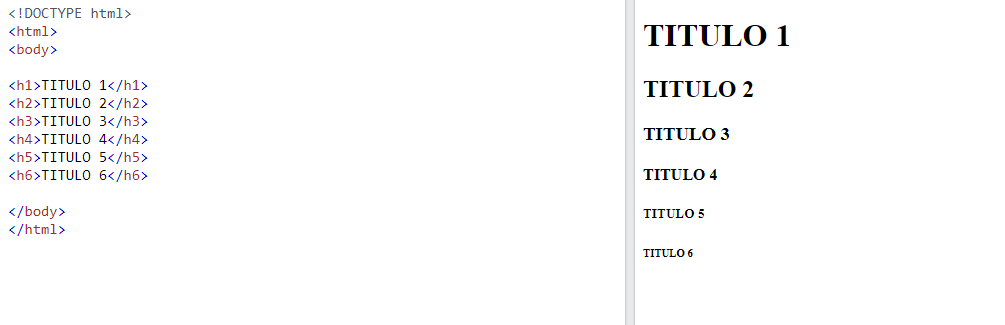 <!DOCTYPE html>
<html>
<body>
<h1>TITULO 1</h1>
<h2>TITULO 2</h2>
<h3>TITULO 3</h3>
<h4>TITULO 4</h4>
<h5>TITULO 5</h5>
<h6>TITULO 6</h6>
</body>
</html>
TITULO 1
TITULO 2
TITULO 3
TITULO 4
TITULO 5
TITULO 6